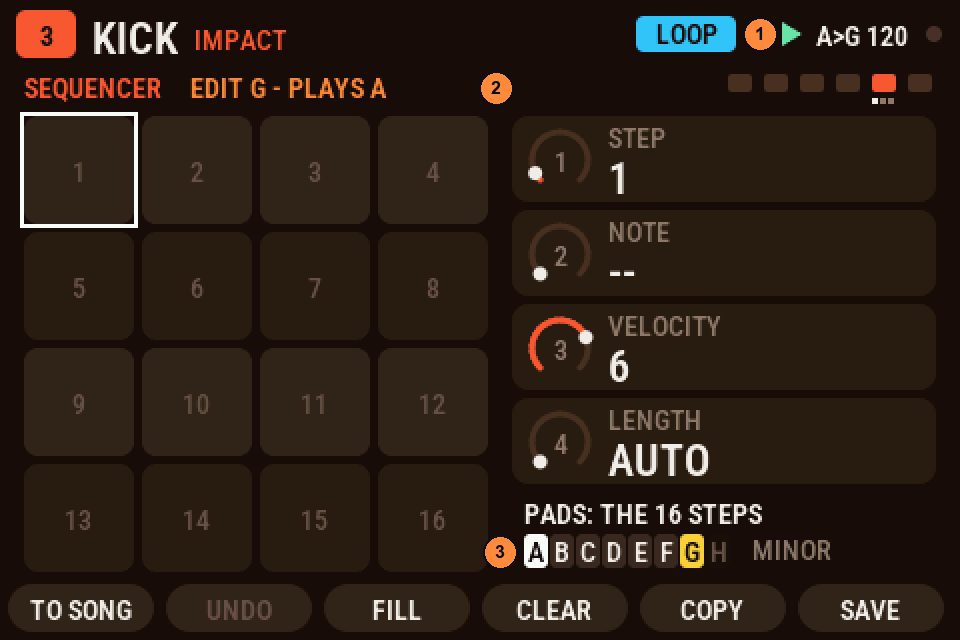 3 KICK IMPACT LOOP 1 A>G 120
SEQUENCER EDIT G - PLAYS A 2
1 2 3 4
1 STEP
1
2 NOTE
--
5 6 7 8
3 VELOCITY
6
9 10 11 12
4 LENGTH
AUTO
13 14 15 16
PADS: THE 16 STEPS
3 A B C D E F G H MINOR
TO SONG UNDO FILL CLEAR COPY SAVE